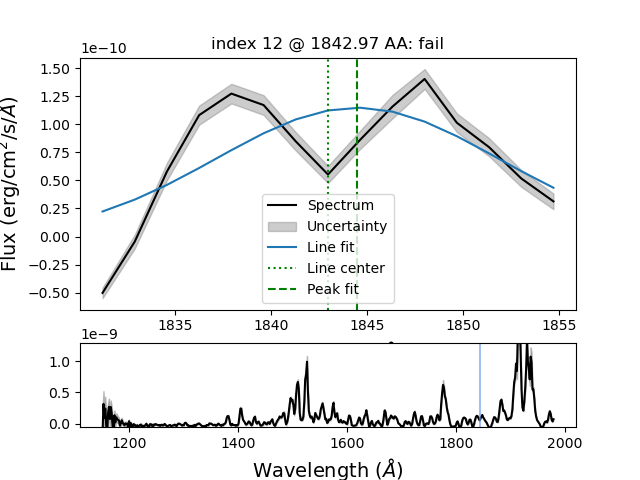 index 12 @ 1842.97 AA: fail
1e−10
1.50
1.25
1.00
0.75
0.50
0.25
0.00
−0.25
−0.50
Flux (erg/cm²/s/Å)
Spectrum
Uncertainty
Line fit
Line center
Peak fit
1835 1840 1845 1850 1855
1e−9
1.0
0.5
0.0
1200 1400 1600 1800 2000
Wavelength (Å)